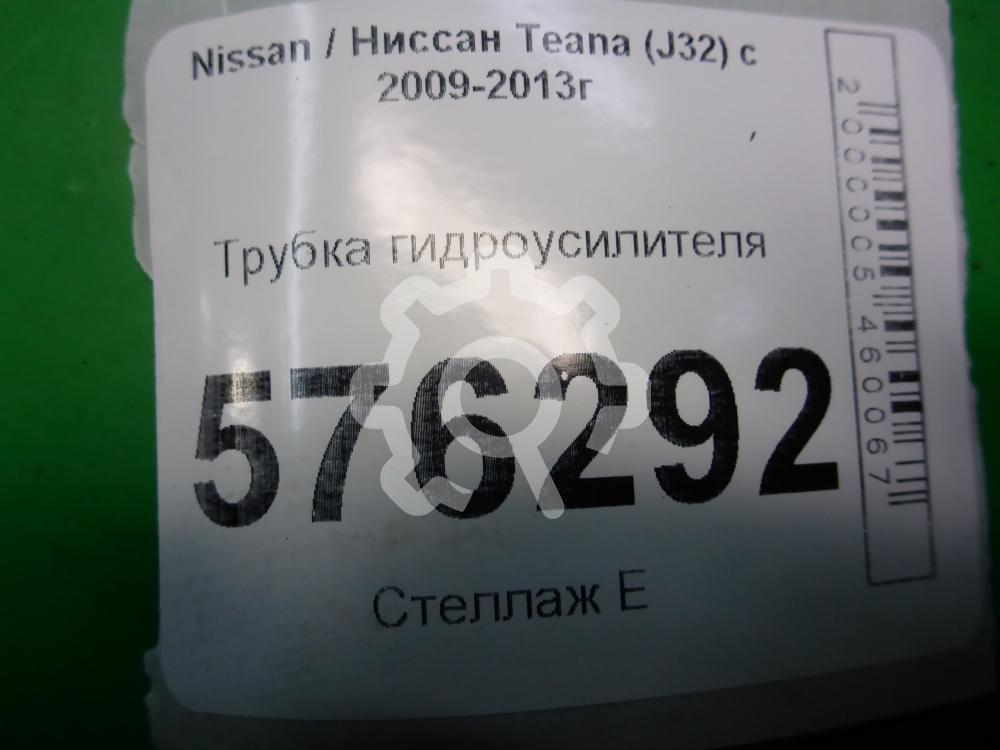 Nissan / Ниссан Teana (J32) с
2009-2013г
Трубка гидроусилителя
576292
Стеллаж Е
2000005460067